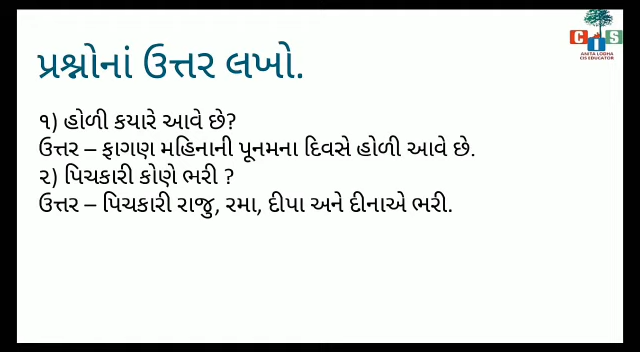 પ્રશ્નોનાં ઉત્તર લખો.
CIS
ANITA LODHA
CIS EDUCATOR
૧) હોળી કયારે આવે છે?
ઉત્તર – ફાગણ મહિનાની પૂનમના દિવસે હોળી આવે છે.
૨) પિચકારી કોણે ભરી ?
ઉત્તર – પિચકારી રાજુ, રમા, દીપા અને દીનાએ ભરી.